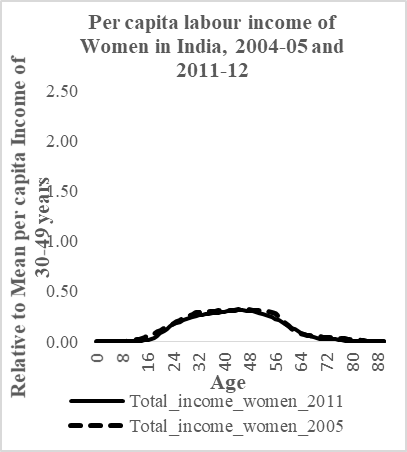 Per capita labour income of
Women in India, 2004-05 and
2011-12
Relative to Mean per capita Income of
30-49 years
2.50
2.00
1.50
1.00
0.50
0.00
0 8 16 24 32 40 48 56 64 72 80 88
Age
Total_income_women_2011
Total_income_women_2005